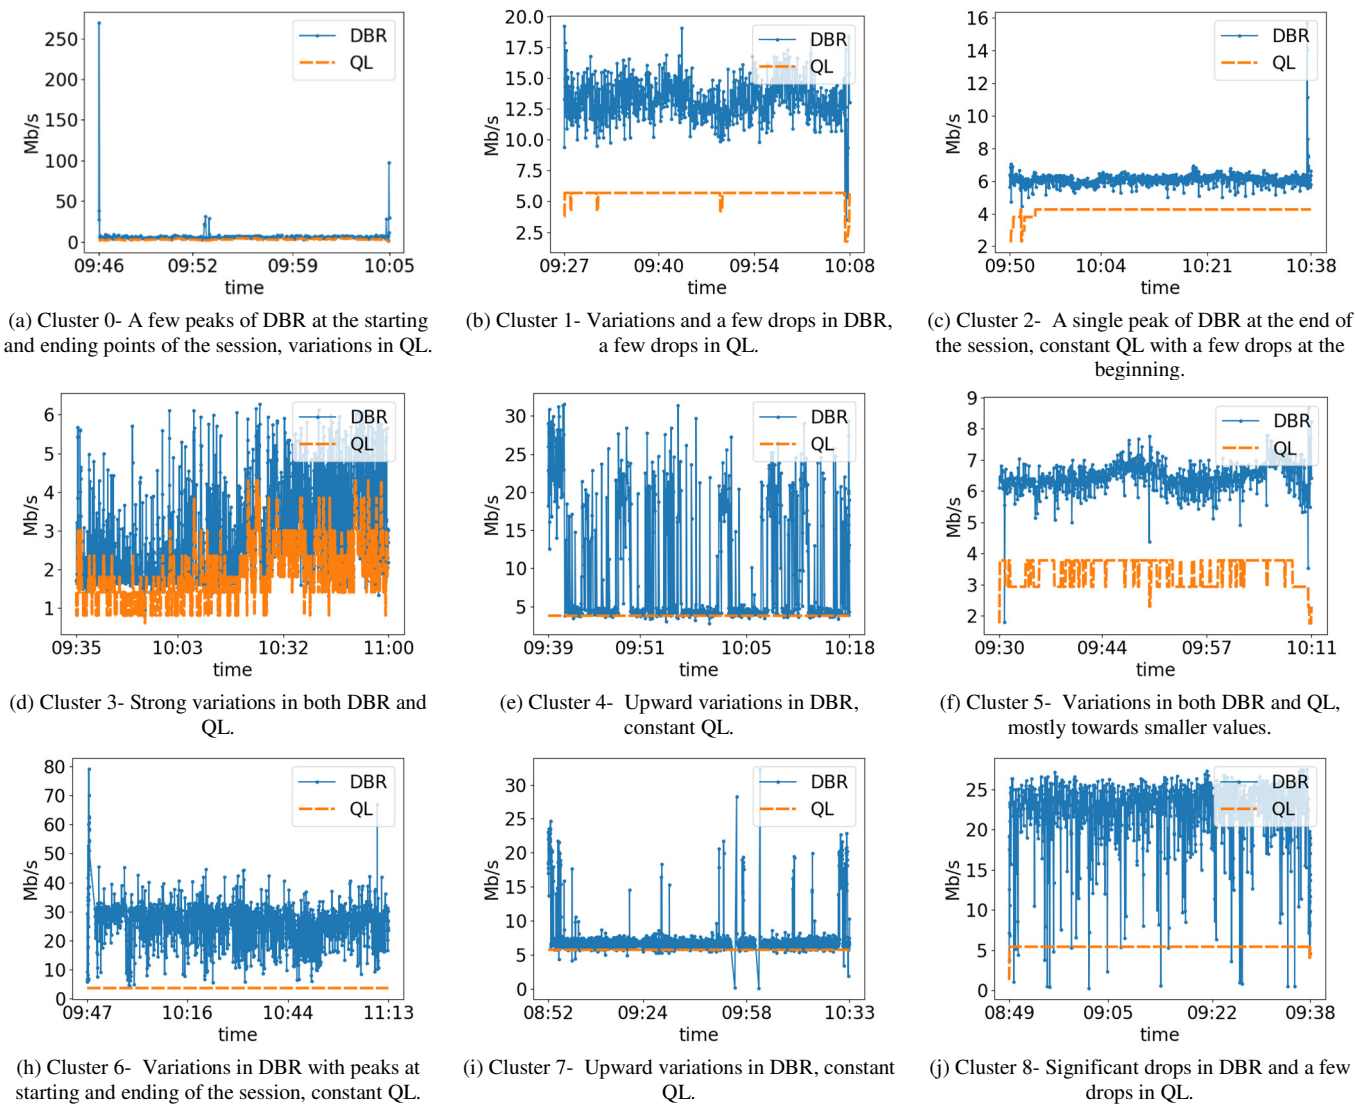 250
200
150
100
50
0
Mb/s
DBR
QL
09:46
09:52
09:59
10:05
time
(a) Cluster 0- A few peaks of DBR at the starting
and ending points of the session, variations in QL.
20.0
17.5
15.0
12.5
10.0
7.5
5.0
2.5
Mb/s
DBR
QL
09:27
09:40
09:54
10:08
time
(b) Cluster 1- Variations and a few drops in DBR,
a few drops in QL.
16
14
12
10
8
6
4
2
Mb/s
DBR
QL
09:50
10:04
10:21
10:38
time
(c) Cluster 2- A single peak of DBR at the end of
the session, constant QL with a few drops at the
beginning.
6
5
4
3
2
1
Mb/s
DBR
QL
09:35
10:03
10:32
11:00
time
(d) Cluster 3- Strong variations in both DBR and
QL.
30
25
20
15
10
5
Mb/s
DBR
QL
09:39
09:51
10:05
10:18
time
(e) Cluster 4- Upward variations in DBR,
constant QL.
9
8
7
6
5
4
3
2
Mb/s
DBR
QL
09:30
09:44
09:57
10:11
time
(f) Cluster 5- Variations in both DBR and QL,
mostly towards smaller values.
80
70
60
50
40
30
20
10
0
Mb/s
DBR
QL
09:47
10:16
10:44
11:13
time
(h) Cluster 6- Variations in DBR with peaks at
starting and ending of the session, constant QL.
30
25
20
15
10
5
0
Mb/s
DBR
QL
08:52
09:24
09:58
10:33
time
(i) Cluster 7- Upward variations in DBR, constant
QL.
25
20
15
10
5
0
Mb/s
DBR
QL
08:49
09:05
09:22
09:38
time
(j) Cluster 8- Significant drops in DBR and a few
drops in QL.